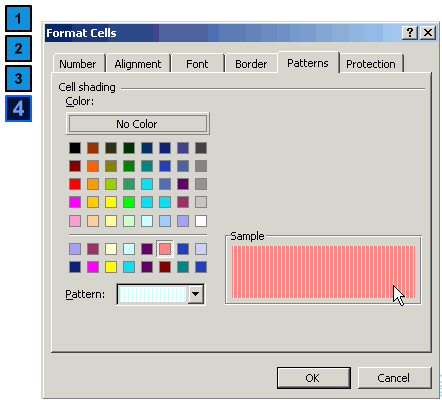 1
2
3
4
Format Cells
Number Alignment Font Border Patterns Protection
Cell shading
Color:
No Color
Sample
Pattern:
OK Cancel